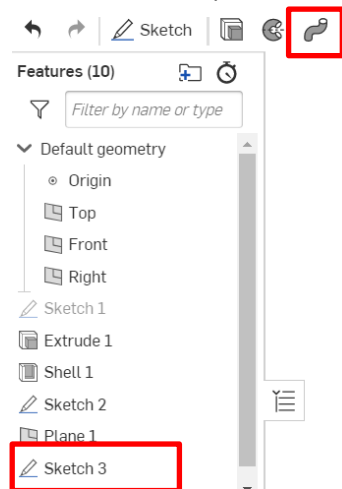 Sketch
Features (10)
Filter by name or type
Default geometry
Origin
Top
Front
Right
Sketch 1
Extrude 1
Shell 1
Sketch 2
Plane 1
Sketch 3